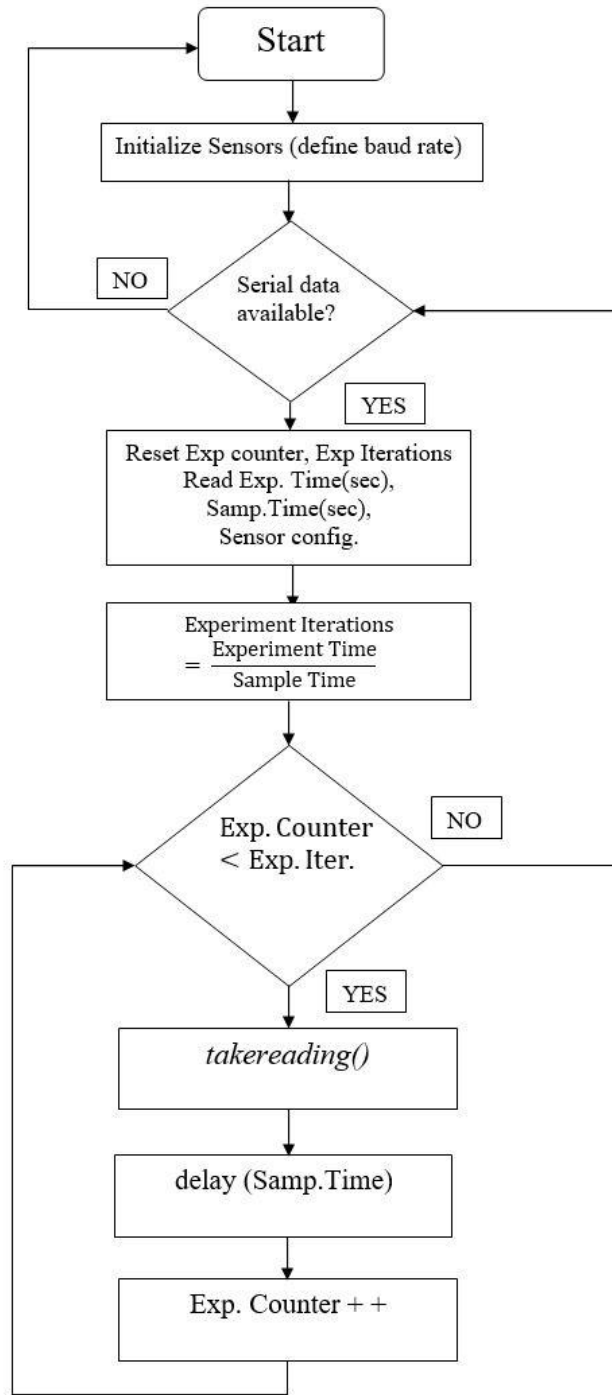 Start
Initialize Sensors (define baud rate)
NO
Serial data
available?
YES
Reset Exp counter, Exp Iterations
Read Exp. Time(sec),
Samp.Time(sec),
Sensor config.
Experiment Iterations
= Experiment Time
Sample Time
Exp. Counter
< Exp. Iter.
NO
YES
takereading()
delay (Samp.Time)
Exp. Counter + +